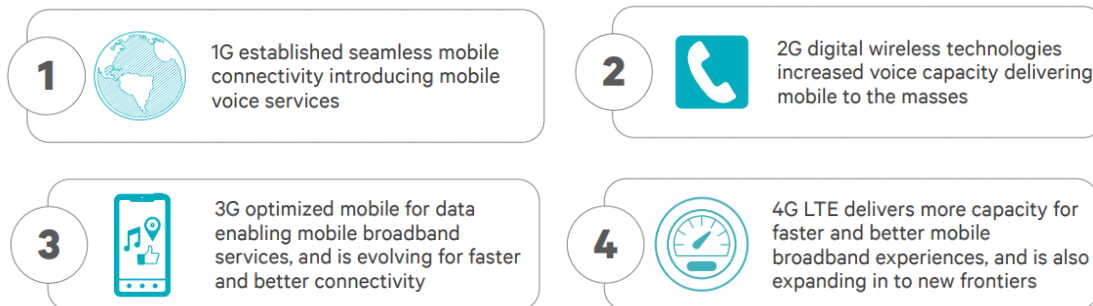 1
1G established seamless mobile
connectivity introducing mobile
voice services
2
2G digital wireless technologies
increased voice capacity delivering
mobile to the masses
3
3G optimized mobile for data
enabling mobile broadband
services, and is evolving for faster
and better connectivity
4
4G LTE delivers more capacity for
faster and better mobile
broadband experiences, and is also
expanding in to new frontiers